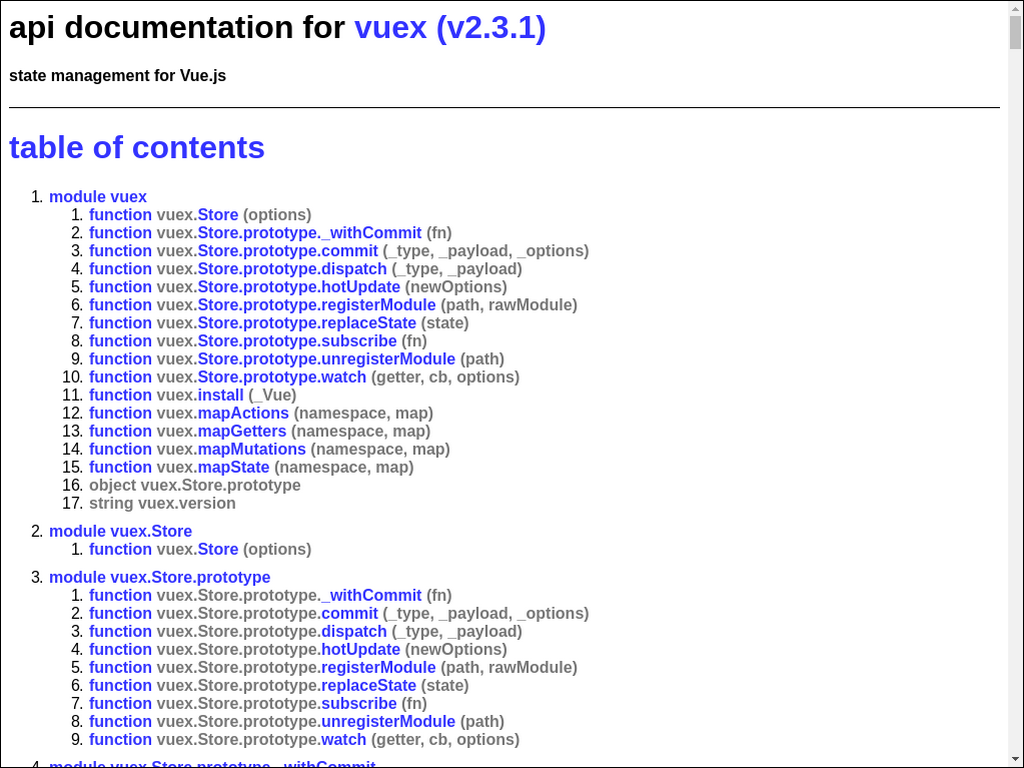 api documentation for vuex (v2.3.1)
state management for Vue.js
table of contents
1. module vuex
1. function vuex.Store (options)
2. function vuex.Store.prototype._withCommit (fn)
3. function vuex.Store.prototype.commit (_type, _payload, _options)
4. function vuex.Store.prototype.dispatch (_type, _payload)
5. function vuex.Store.prototype.hotUpdate (newOptions)
6. function vuex.Store.prototype.registerModule (path, rawModule)
7. function vuex.Store.prototype.replaceState (state)
8. function vuex.Store.prototype.subscribe (fn)
9. function vuex.Store.prototype.unregisterModule (path)
10. function vuex.Store.prototype.watch (getter, cb, options)
11. function vuex.install (_Vue)
12. function vuex.mapActions (namespace, map)
13. function vuex.mapGetters (namespace, map)
14. function vuex.mapMutations (namespace, map)
15. function vuex.mapState (namespace, map)
16. object vuex.Store.prototype
17. string vuex.version
2. module vuex.Store
1. function vuex.Store (options)
3. module vuex.Store.prototype
1. function vuex.Store.prototype._withCommit (fn)
2. function vuex.Store.prototype.commit (_type, _payload, _options)
3. function vuex.Store.prototype.dispatch (_type, _payload)
4. function vuex.Store.prototype.hotUpdate (newOptions)
5. function vuex.Store.prototype.registerModule (path, rawModule)
6. function vuex.Store.prototype.replaceState (state)
7. function vuex.Store.prototype.subscribe (fn)
8. function vuex.Store.prototype.unregisterModule (path)
9. function vuex.Store.prototype.watch (getter, cb, options)
4. module vuex.Store.prototype._withCommit